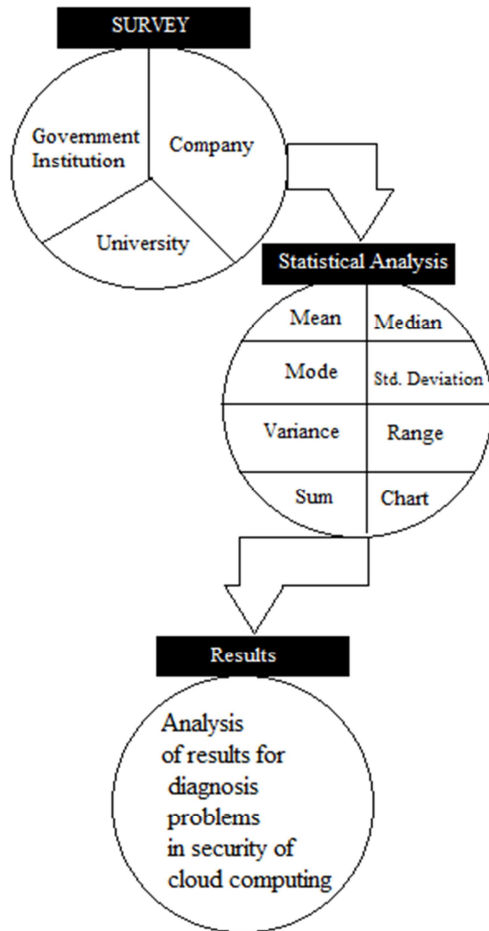 SURVEY
Government
Institution
Company
University
Statistical Analysis
Mean
Median
Mode
Std. Deviation
Variance
Range
Sum
Chart
Results
Analysis
of results for
diagnosis
problems
in security of
cloud computing